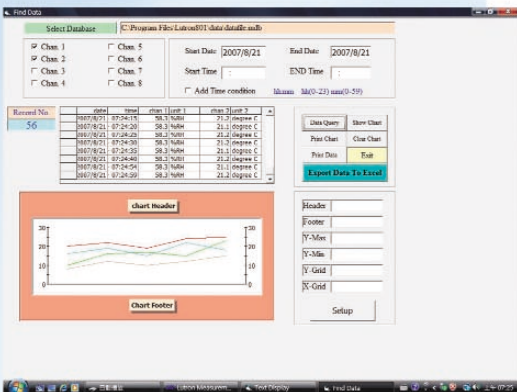 Find Data
Select Database C:\Program Files\Lutron801\data\datafile.mdb
Chan. 1 Chan. 5
Chan. 2 Chan. 6
Chan. 3 Chan. 7
Chan. 4 Chan. 8
Start Date 2007/8/21 End Date 2007/8/21
Start Time : END Time :
Add Time condition hh:mm hh(0-23) mm(0-59)
Record No.
56
date time chan 1 unit 1 chan 2 unit 2
2007/8/21 07:24:15 58.3 %RH 21.2 degree C
2007/8/21 07:24:20 58.3 %RH 21.1 degree C
2007/8/21 07:24:25 58.3 %RH 21.2 degree C
2007/8/21 07:24:30 58.3 %RH 21.2 degree C
2007/8/21 07:24:35 58.3 %RH 21.1 degree C
2007/8/21 07:24:40 58.3 %RH 21.2 degree C
2007/8/21 07:24:54 58.3 %RH 21.1 degree C
2007/8/21 07:24:59 58.3 %RH 21.2 degree C
Data Query Show Chart
Print Chart Clear Chart
Print Data Exit
Export Data To Excel
chart Header
30 30
20 20
10 10
0 0
Chart Footer
Header
Footer
Y-Max
Y-Min
Y-Grid
X-Grid
Setup
Lutron Measurem... Text Display Find Data 上午 07:25